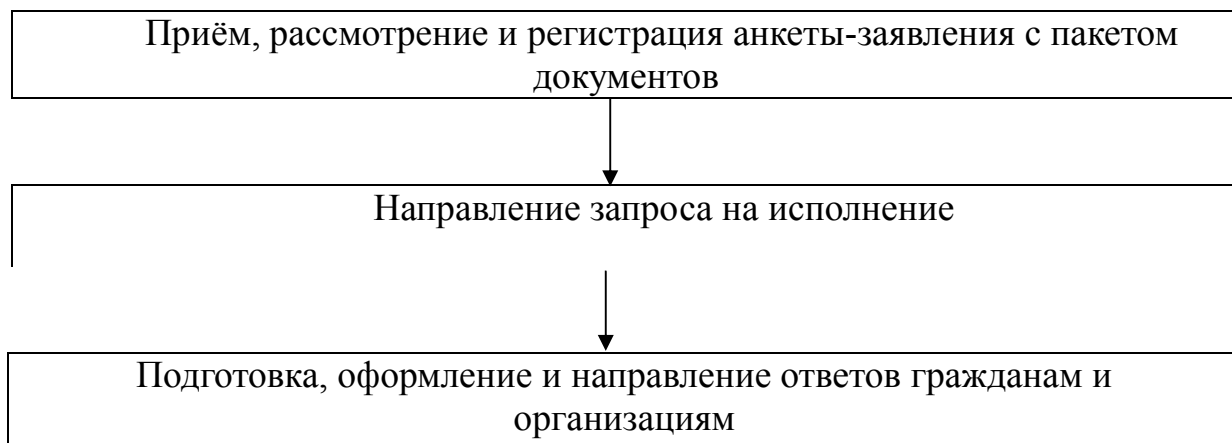 Приём, рассмотрение и регистрация анкеты-заявления с пакетом
документов
Направление запроса на исполнение
Подготовка, оформление и направление ответов гражданам и
организациям